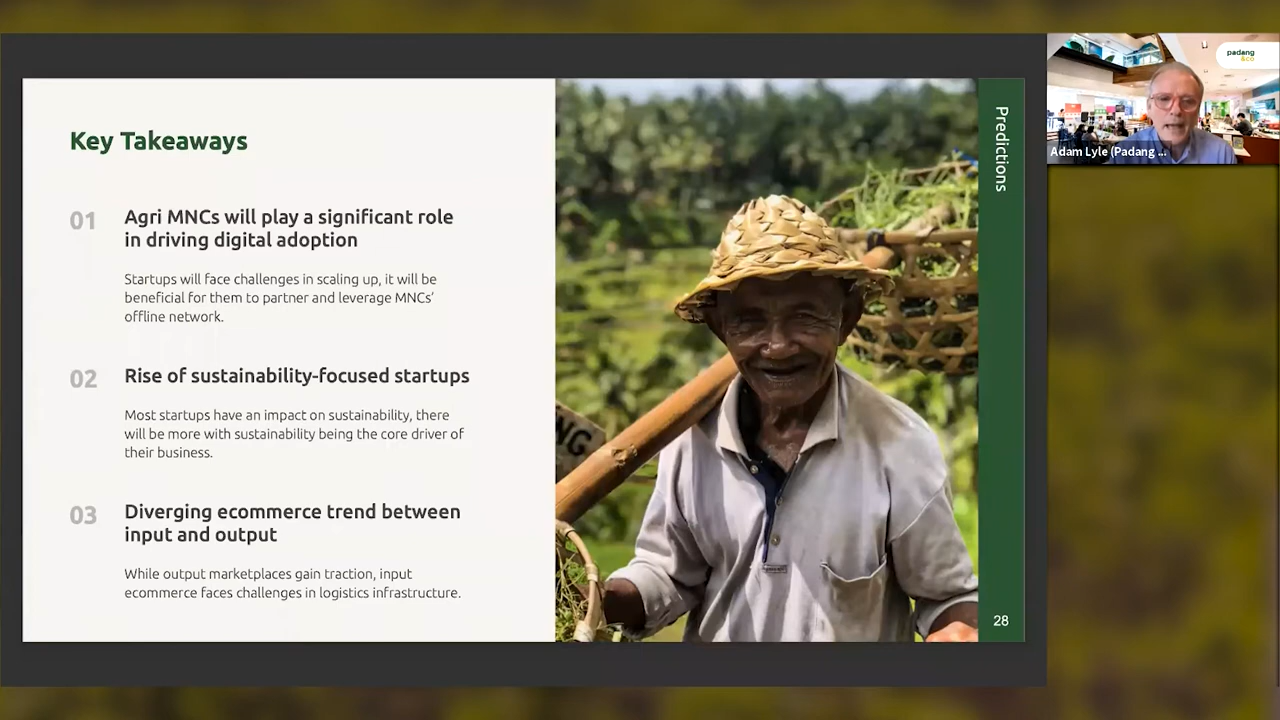 Key Takeaways
01
Agri MNCs will play a significant role
in driving digital adoption
Startups will face challenges in scaling up, it will be
beneficial for them to partner and leverage MNCs'
offline network.
02
Rise of sustainability-focused startups
Most startups have an impact on sustainability, there
will be more with sustainability being the core driver of
their business.
03
Diverging ecommerce trend between
input and output
While output marketplaces gain traction, input
ecommerce faces challenges in logistics infrastructure.
NG
Predictions
28
padang
&co
Adam Lyle (Padang ...